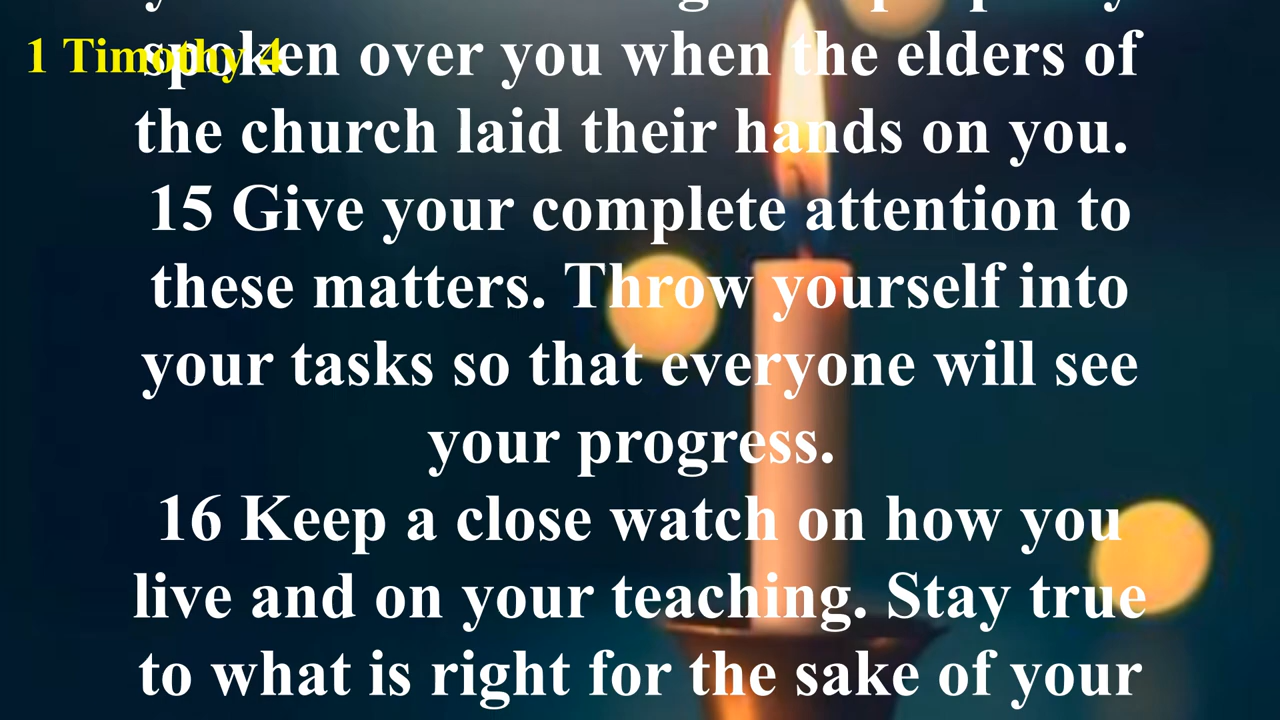 1 Timothy 4
spoken over you when the elders of
the church laid their hands on you.
15 Give your complete attention to
these matters. Throw yourself into
your tasks so that everyone will see
your progress.
16 Keep a close watch on how you
live and on your teaching. Stay true
to what is right for the sake of your